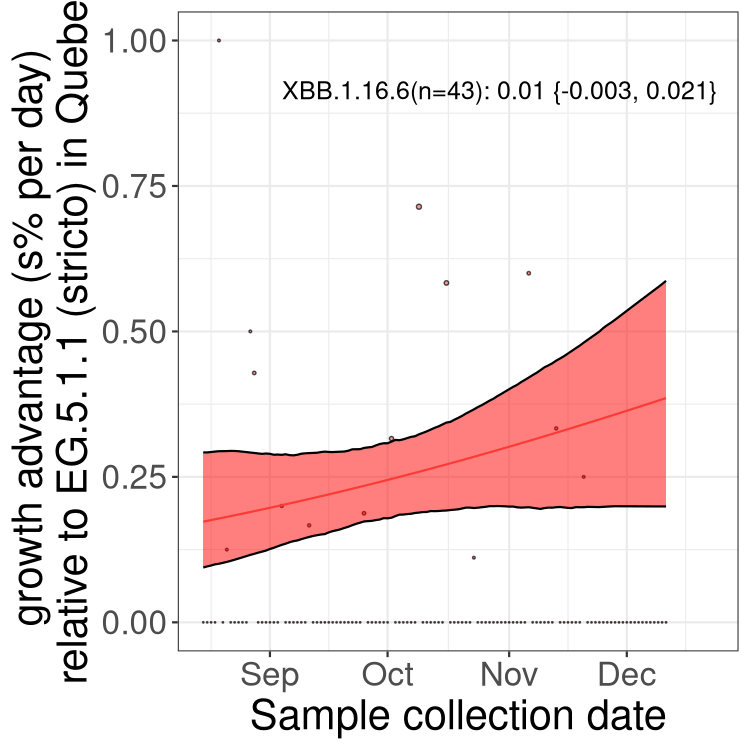 growth advantage (s% per day)
relative to EG.5.1.1 (stricto) in Quebe
1.00
0.75
0.50
0.25
0.00
XBB.1.16.6(n=43): 0.01 {-0.003, 0.021}
Sep Oct Nov Dec
Sample collection date